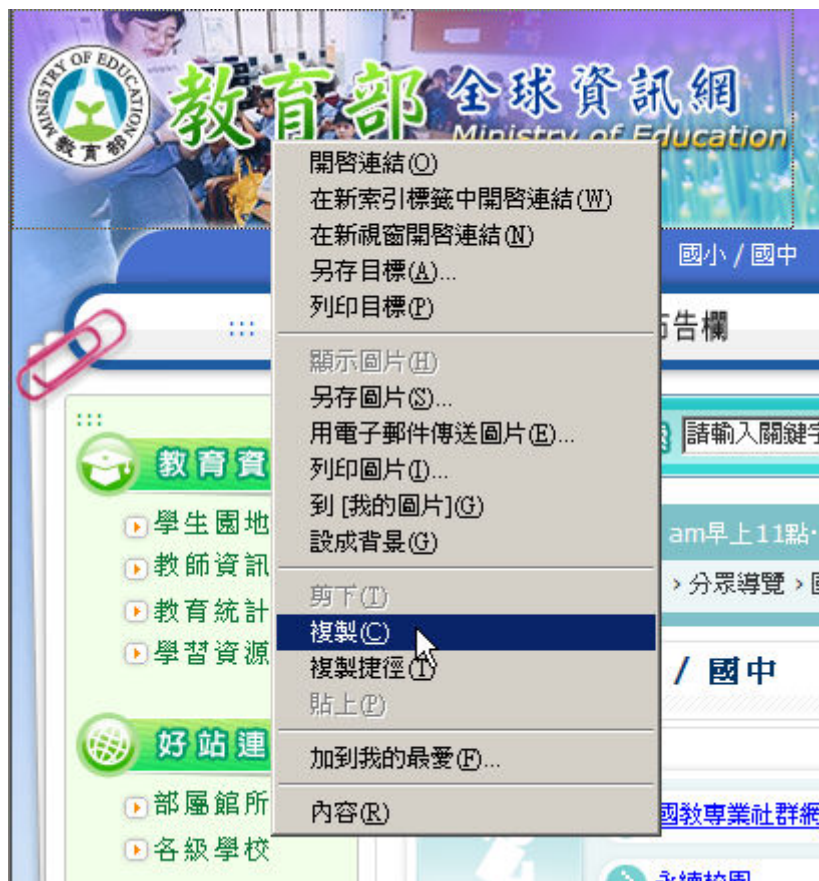 MINISTRY OF EDUCATION
教育部
教育部 全球資訊網
Ministry of Education
開啓連結(O)
在新索引標籤中開啓連結(W)
在新視窗開啓連結(N)
另存目標(A)...
列印目標(P)
顯示圖片(H)
另存圖片(S)...
用電子郵件傳送圖片(E)...
列印圖片(I)...
到 [我的圖片](G)
設成背景(G)
剪下(T)
複製(C)
複製捷徑(T)
貼上(P)
加到我的最愛(F)...
內容(R)
國小 / 國中
告欄
:::
:::
教育資
學生園地
教師資訊
教育統計
學習資源
好站連
部屬館所
各級學校
請輸入關鍵字
am早上11點
› 分眾導覽 ›
/ 國中
國教專業社群網
永續校園